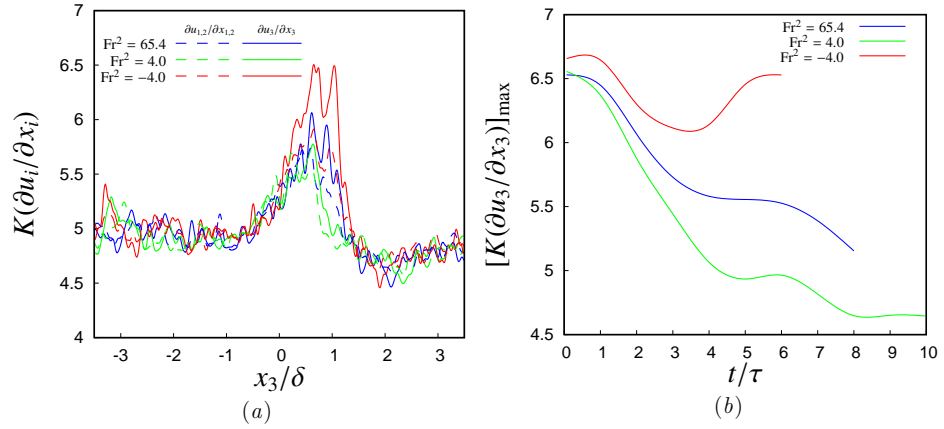 ∂u₁,₂/∂x₁,₂ ∂u₃/∂x₃
Fr² = 65.4
Fr² = 4.0
Fr² = −4.0
K(∂uᵢ/∂xᵢ)
7
6.5
6
5.5
5
4.5
4
-3 -2 -1 0 1 2 3
x₃/δ
(a)
Fr² = 65.4
Fr² = 4.0
Fr² = −4.0
[K(∂u₃/∂x₃)]max
7
6.5
6
5.5
5
4.5
0 1 2 3 4 5 6 7 8 9 10
t/τ
(b)